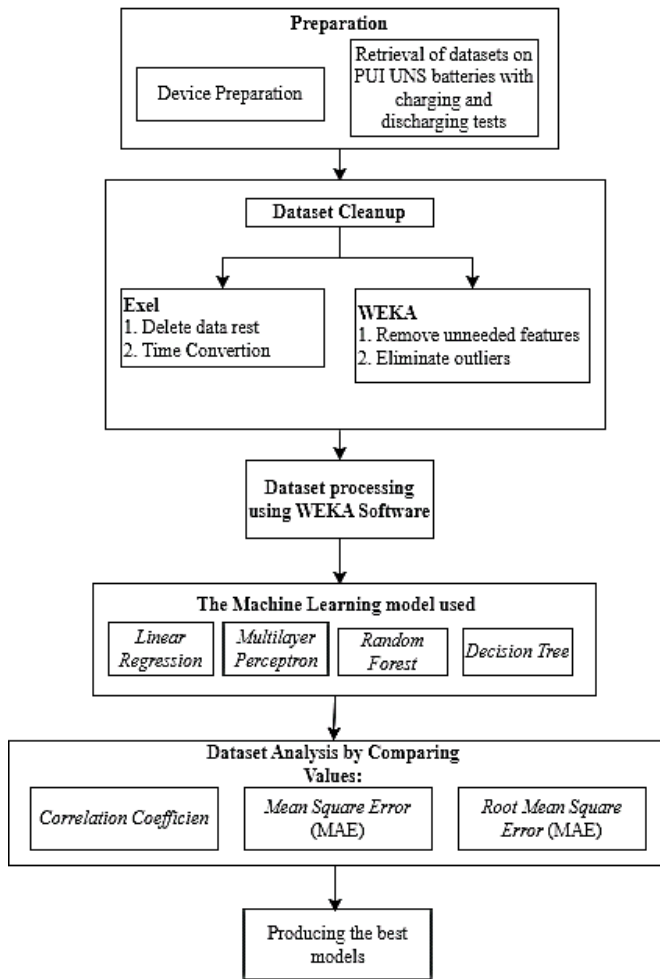 Preparation
Device Preparation
Retrieval of datasets on
PUI UNS batteries with
charging and
discharging tests
Dataset Cleanup
Exel
1. Delete data rest
2. Time Convertion
WEKA
1. Remove unneeded features
2. Eliminate outliers
Dataset processing
using WEKA Software
The Machine Learning model used
Linear
Regression
Multilayer
Perceptron
Random
Forest
Decision Tree
Dataset Analysis by Comparing
Values:
Correlation Coefficien
Mean Square Error
(MAE)
Root Mean Square
Error (MAE)
Producing the best
models